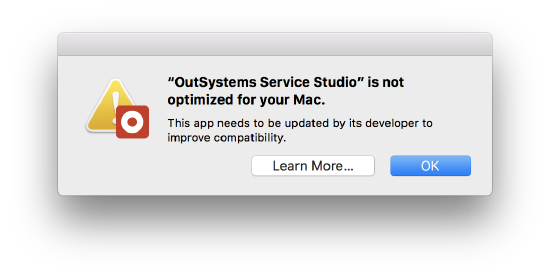 “OutSystems Service Studio” is not
optimized for your Mac.
This app needs to be updated by its developer to
improve compatibility.
Learn More...
OK